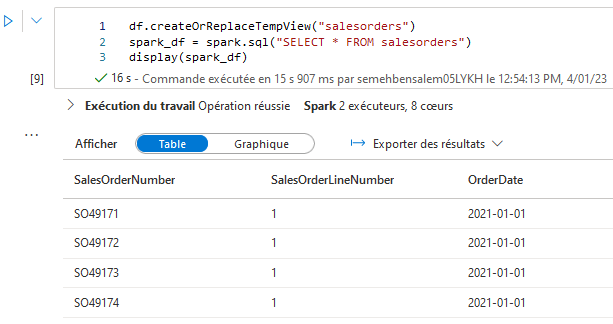 1 df.createOrReplaceTempView("salesorders")
2 spark_df = spark.sql("SELECT * FROM salesorders")
3 display(spark_df)
[9] ✓ 16 s - Commande exécutée en 15 s 907 ms par semehbensalem05LYKH le 12:54:13 PM, 4/01/23
> Exécution du travail Opération réussie Spark 2 exécuteurs, 8 cœurs
...
Afficher Table Graphique Exporter des résultats
SalesOrderNumber SalesOrderLineNumber OrderDate
SO49171 1 2021-01-01
SO49172 1 2021-01-01
SO49173 1 2021-01-01
SO49174 1 2021-01-01